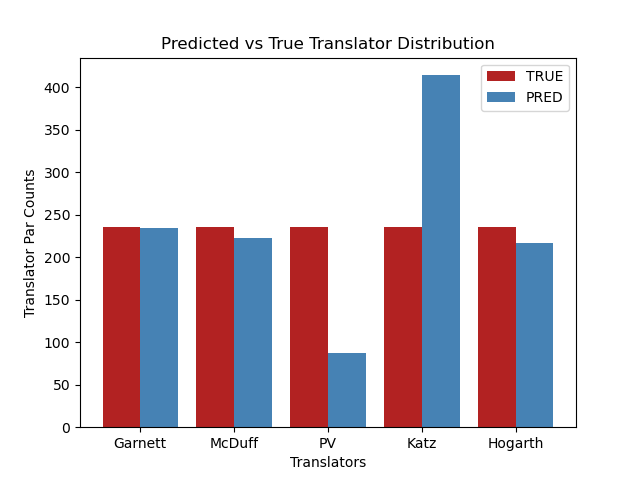 Predicted vs True Translator Distribution
TRUE
PRED
Translator Par Counts
400
350
300
250
200
150
100
50
0
Garnett McDuff PV Katz Hogarth
Translators